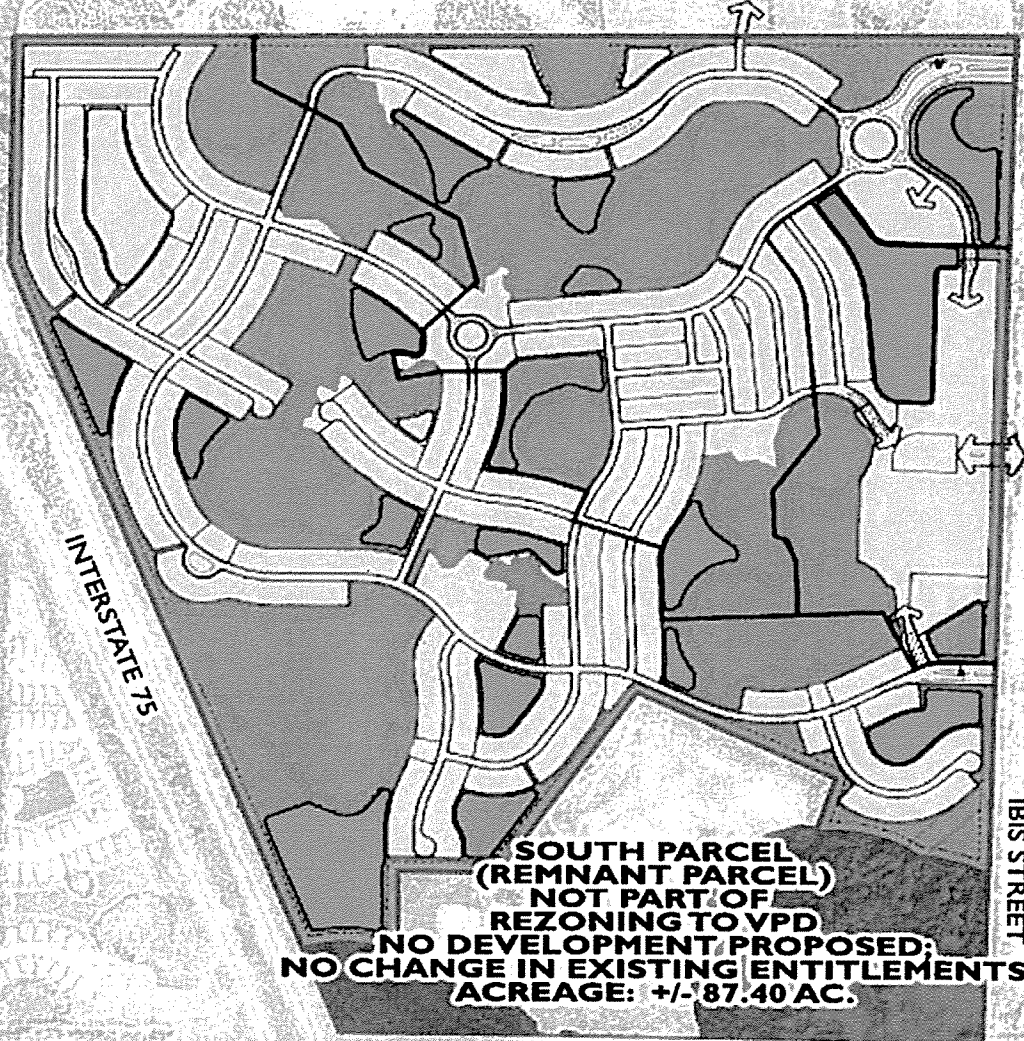 INTERSTATE 75
IBIS STREET
SOUTH PARCEL
(REMNANT PARCEL)
NOT PART OF
REZONING TO VPD
NO DEVELOPMENT PROPOSED;
NO CHANGE IN EXISTING ENTITLEMENTS
ACREAGE: +/- 87.40 AC.